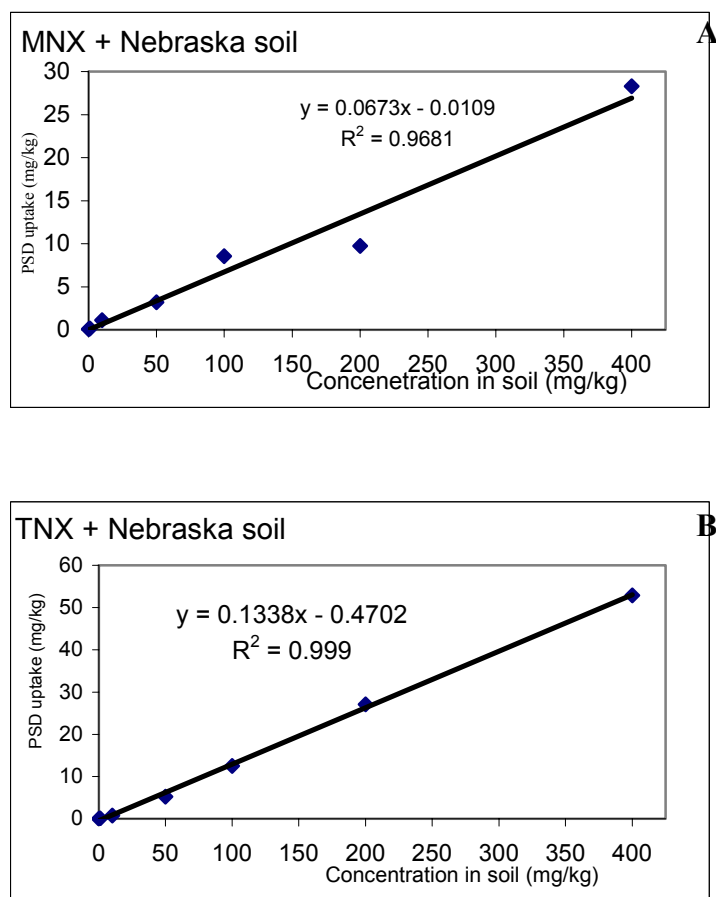 A
MNX + Nebraska soil
30
25
20
15
10
5
0
PSD uptake (mg/kg)
y = 0.0673x - 0.0109
R² = 0.9681
0 50 100 150 200 250 300 350 400
Concenetration in soil (mg/kg)
B
TNX + Nebraska soil
60
50
40
30
20
10
0
PSD uptake (mg/kg)
y = 0.1338x - 0.4702
R² = 0.999
0 50 100 150 200 250 300 350 400
Concentration in soil (mg/kg)